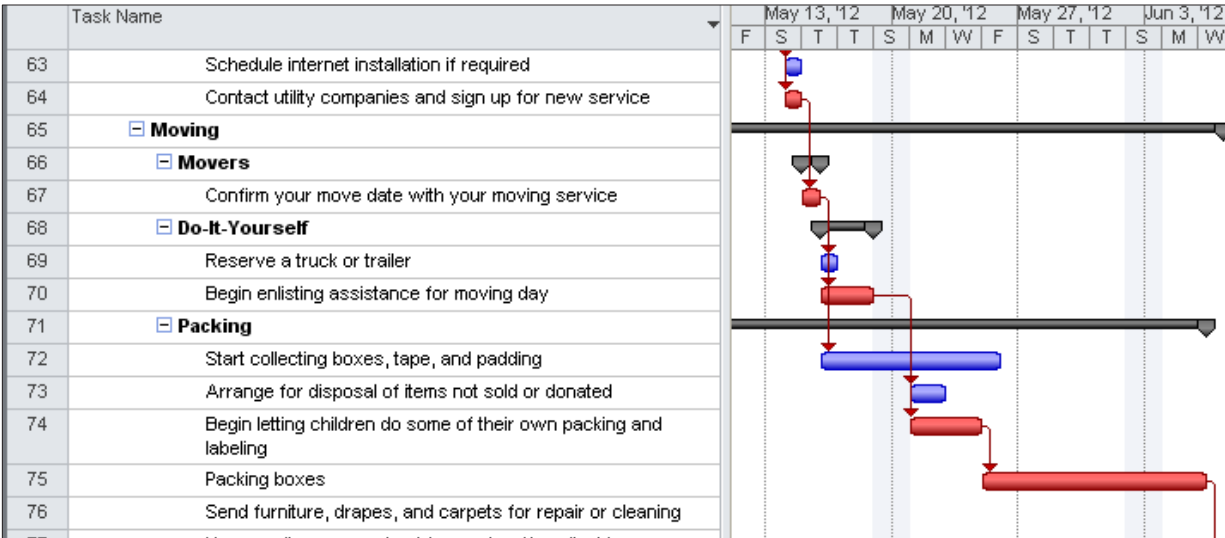 Task Name
May 13, '12 May 20, '12 May 27, '12 Jun 3, '12
F S T T S M W F S T T S M W
63 Schedule internet installation if required
64 Contact utility companies and sign up for new service
65 Moving
66 Movers
67 Confirm your move date with your moving service
68 Do-It-Yourself
69 Reserve a truck or trailer
70 Begin enlisting assistance for moving day
71 Packing
72 Start collecting boxes, tape, and padding
73 Arrange for disposal of items not sold or donated
74 Begin letting children do some of their own packing and
labeling
75 Packing boxes
76 Send furniture, drapes, and carpets for repair or cleaning